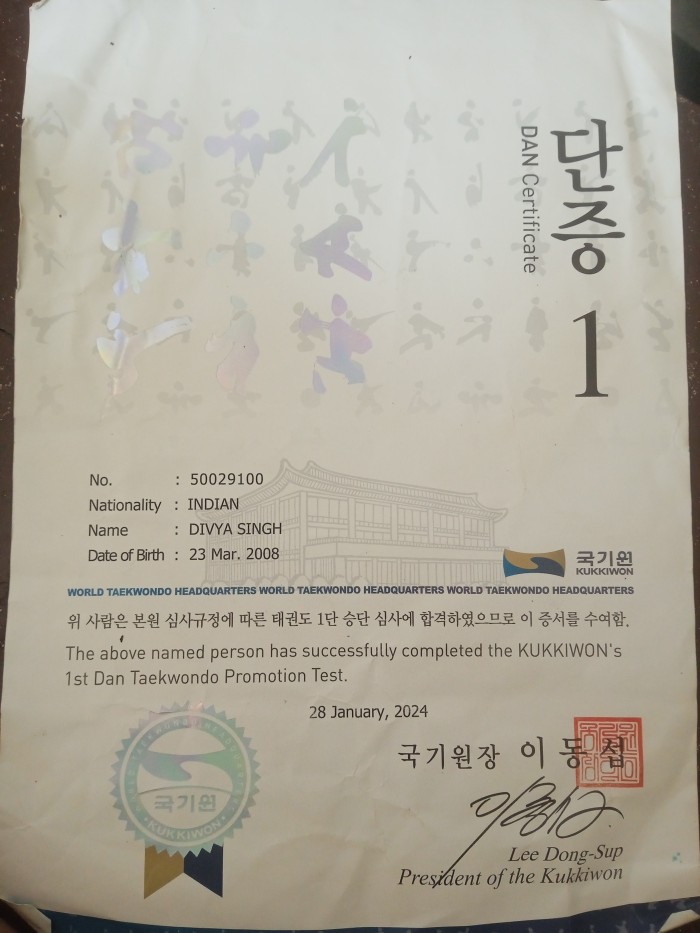 단증
DAN Certificate
1
No. : 50029100
Nationality : INDIAN
Name : DIVYA SINGH
Date of Birth : 23 Mar. 2008
국기원
KUKKIWON
WORLD TAEKWONDO HEADQUARTERS WORLD TAEKWONDO HEADQUARTERS WORLD TAEKWONDO HEADQUARTERS
위 사람은 본원 심사규정에 따른 태권도 1단 승단 심사에 합격하였으므로 이 증서를 수여함.
The above named person has successfully completed the KUKKIWON's
1st Dan Taekwondo Promotion Test.
28 January, 2024
국기원장 이동섭
Lee Dong-Sup
President of the Kukkiwon
국기원
KUKKIWON